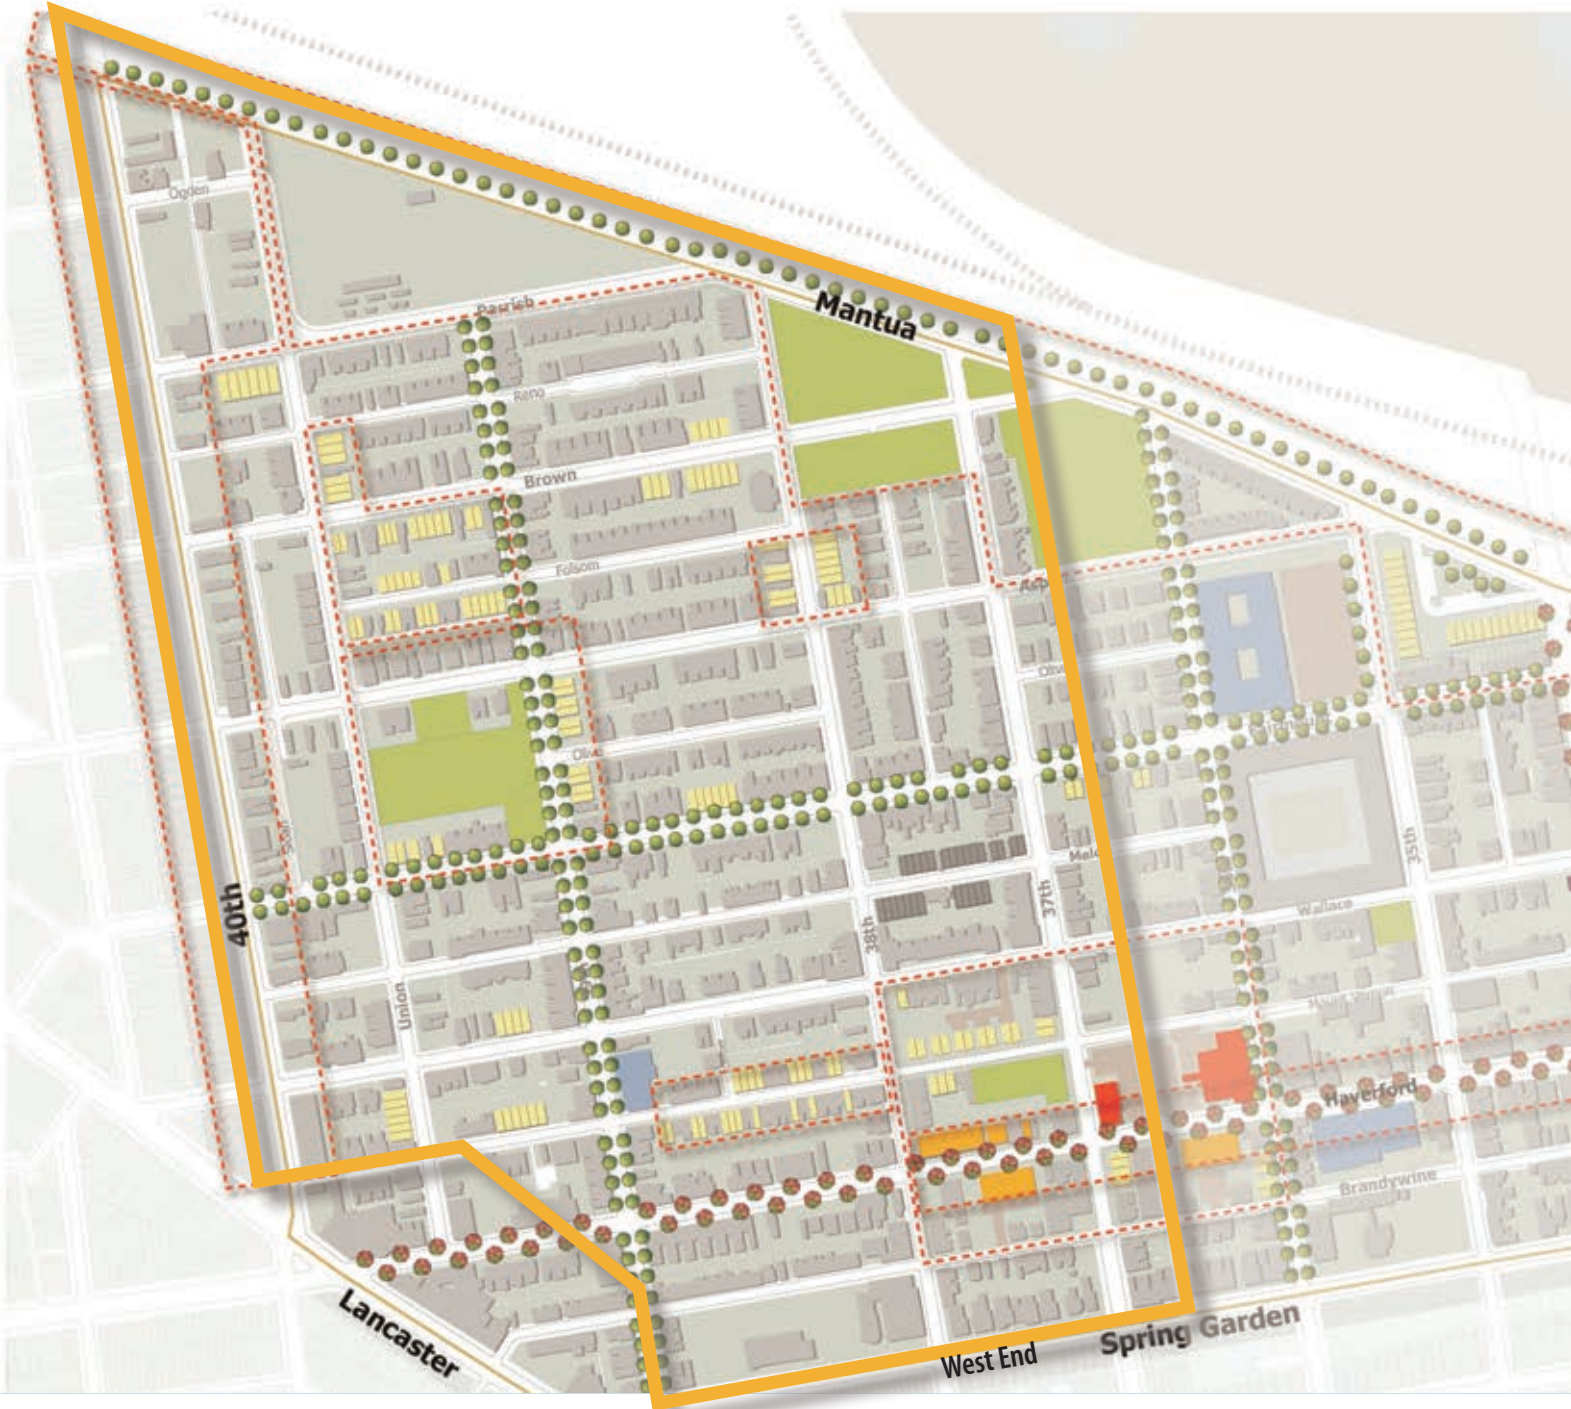 Ogden
Parrish
Mantua
Reno
Brown
Folsom
Olive
40th
38th
37th
35th
Wallace
Union
Haverford
Brandywine
Lancaster
West End
Spring Garden